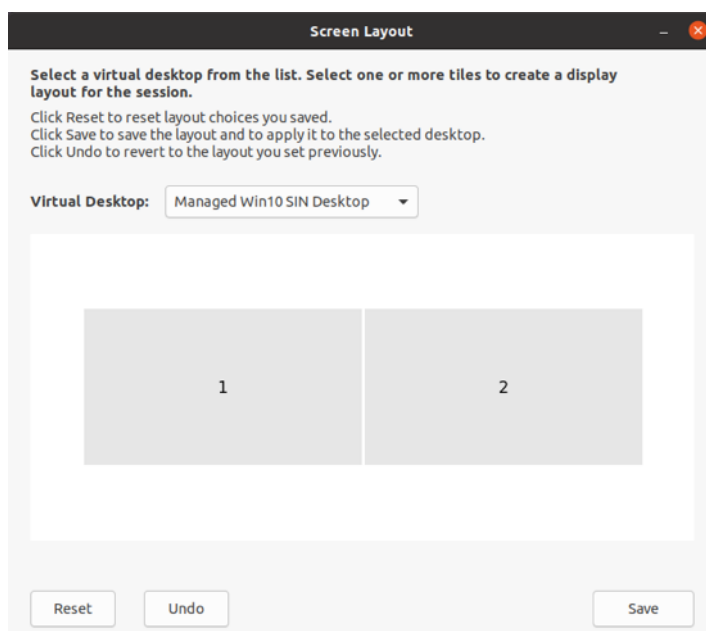 Screen Layout
Select a virtual desktop from the list. Select one or more tiles to create a display
layout for the session.
Click Reset to reset layout choices you saved.
Click Save to save the layout and to apply it to the selected desktop.
Click Undo to revert to the layout you set previously.
Virtual Desktop: Managed Win10 SIN Desktop
1 2
Reset Undo Save